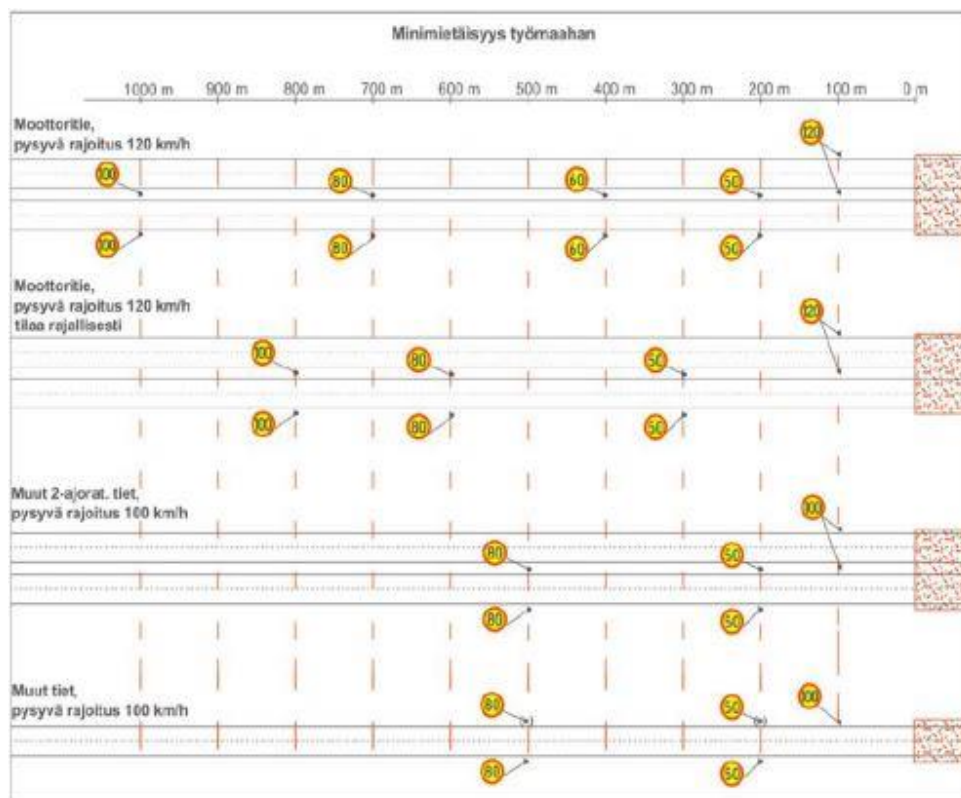 Minimietäisyys työmaahan
1000 m 900 m 800 m 700 m 600 m 500 m 400 m 300 m 200 m 100 m 0 m
Moottoritie,
pysyvä rajoitus 120 km/h
120
100 80 60 50
100 80 60 50
Moottoritie,
pysyvä rajoitus 120 km/h
tilaa rajallisesti
120
100 80 50
100 80 50
Muut 2-ajorat. tiet,
pysyvä rajoitus 100 km/h
100
80 50
80 50
Muut tiet,
pysyvä rajoitus 100 km/h
80 50 100
(•) (•)
80 50